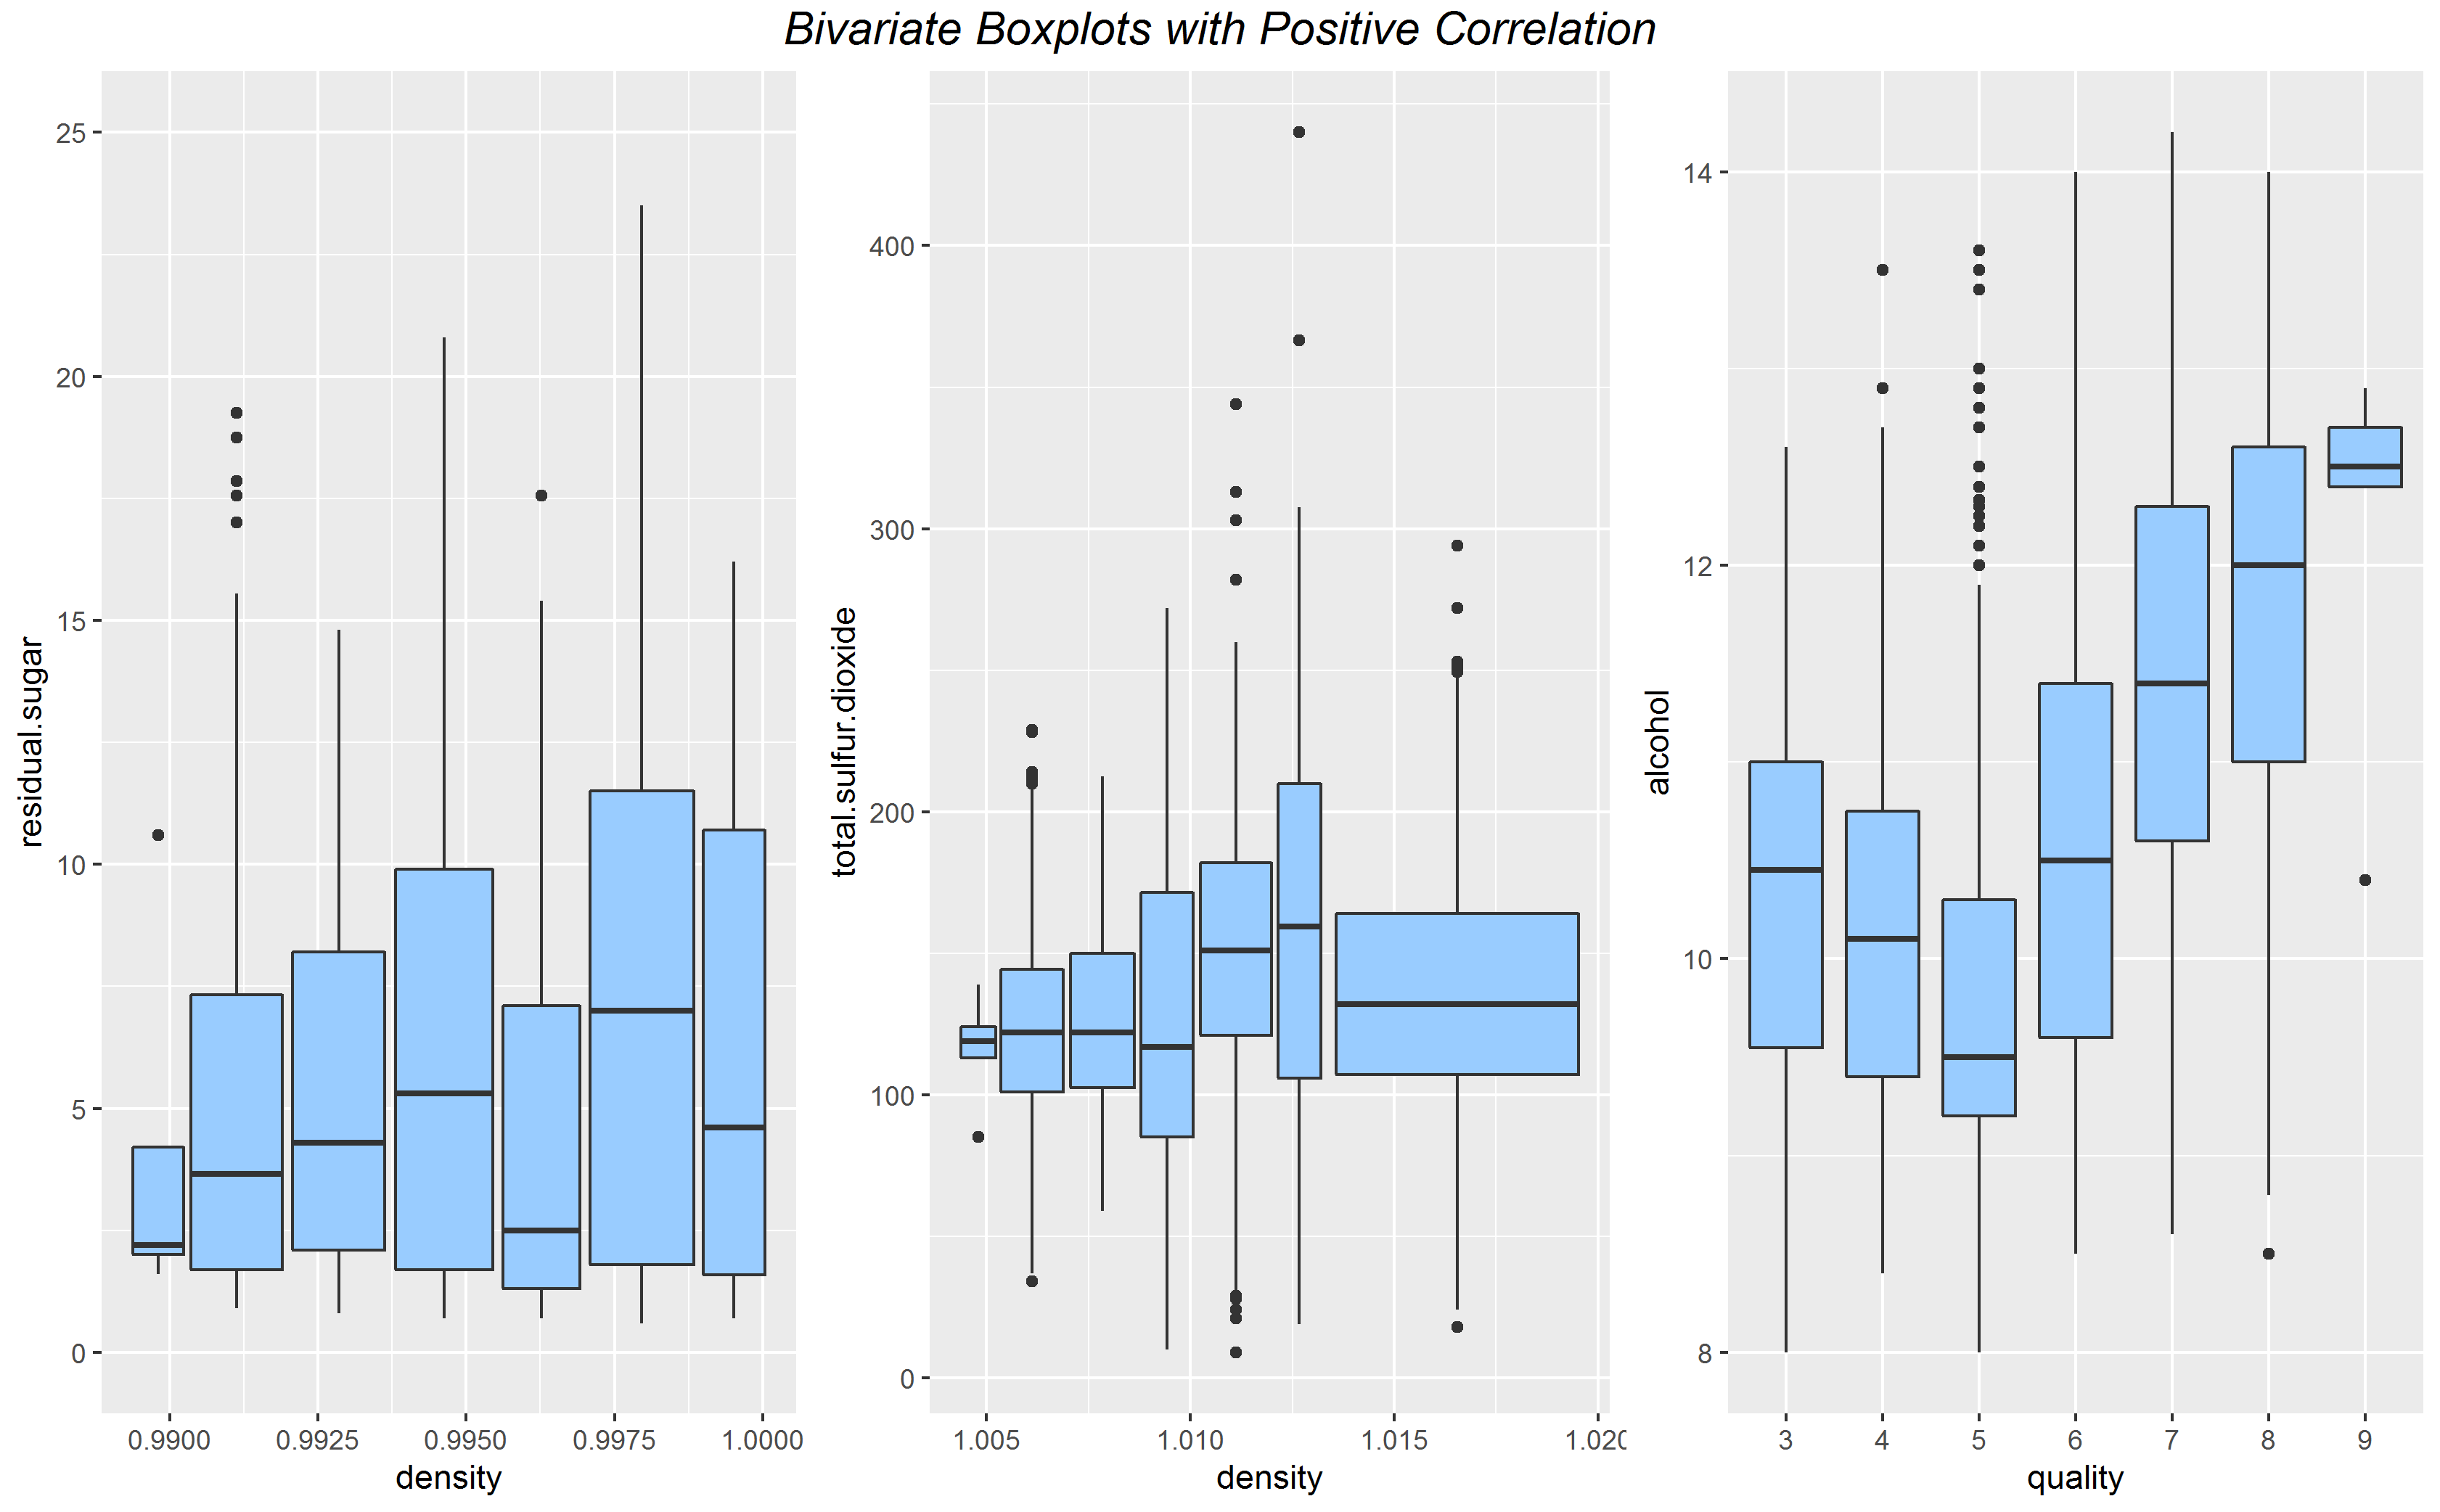 Bivariate Boxplots with Positive Correlation
residual.sugar
25
20
15
10
5
0
0.9900 0.9925 0.9950 0.9975 1.0000
density
total.sulfur.dioxide
400
300
200
100
0
1.005 1.010 1.015 1.020
density
alcohol
14
12
10
8
3 4 5 6 7 8 9
quality